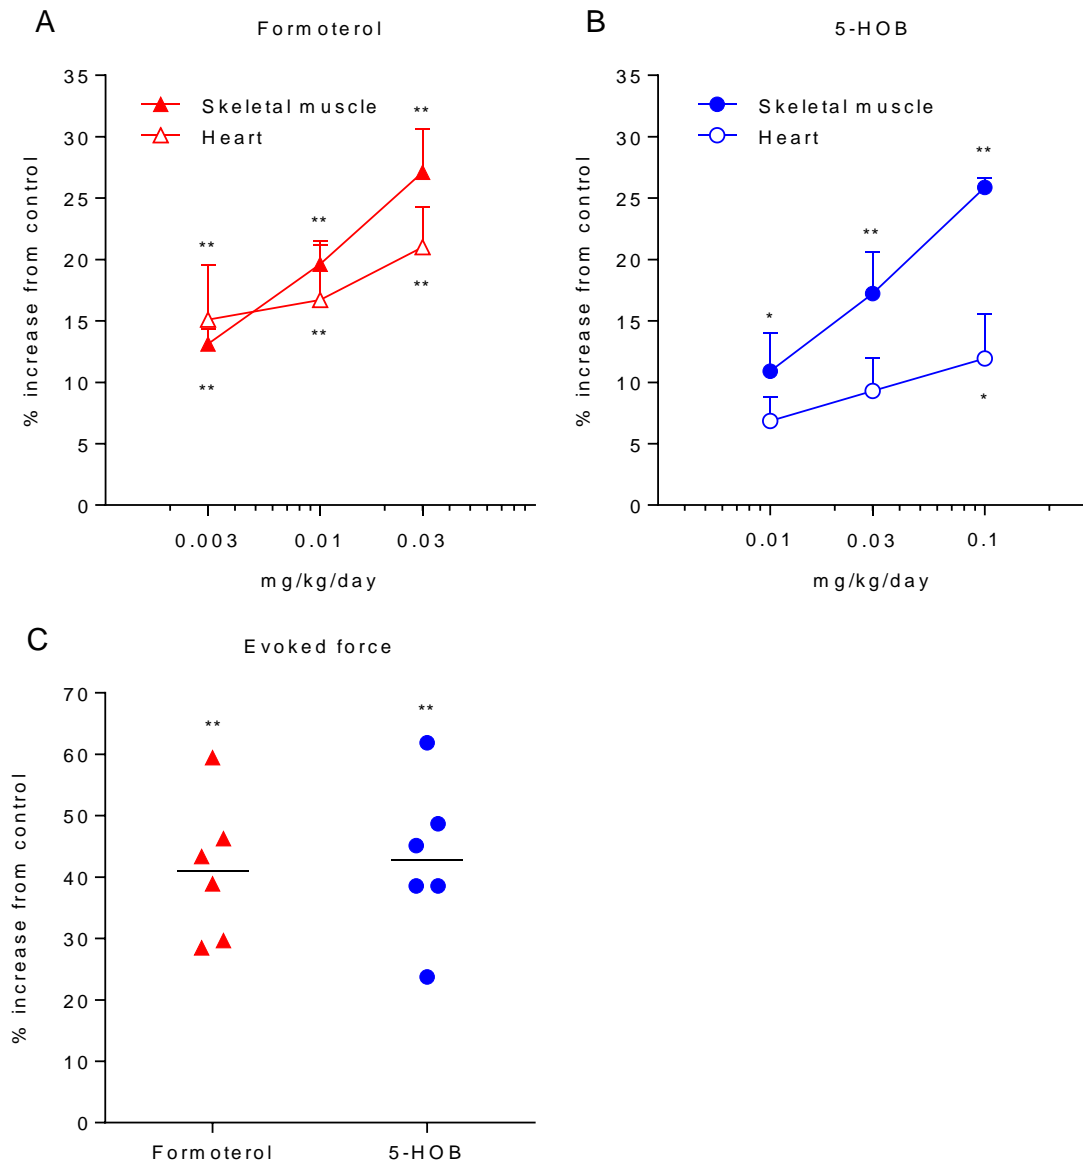 A
Formoterol
% increase from control
35
30
25
20
15
10
5
0
Skeletal muscle
Heart
**
**
**
**
**
**
0.003 0.01 0.03
mg/kg/day
B
5-HOB
% increase from control
35
30
25
20
15
10
5
0
Skeletal muscle
Heart
**
**
*
*
0.01 0.03 0.1
mg/kg/day
C
Evoked force
% increase from control
70
60
50
40
30
20
10
0
** **
Formoterol 5-HOB